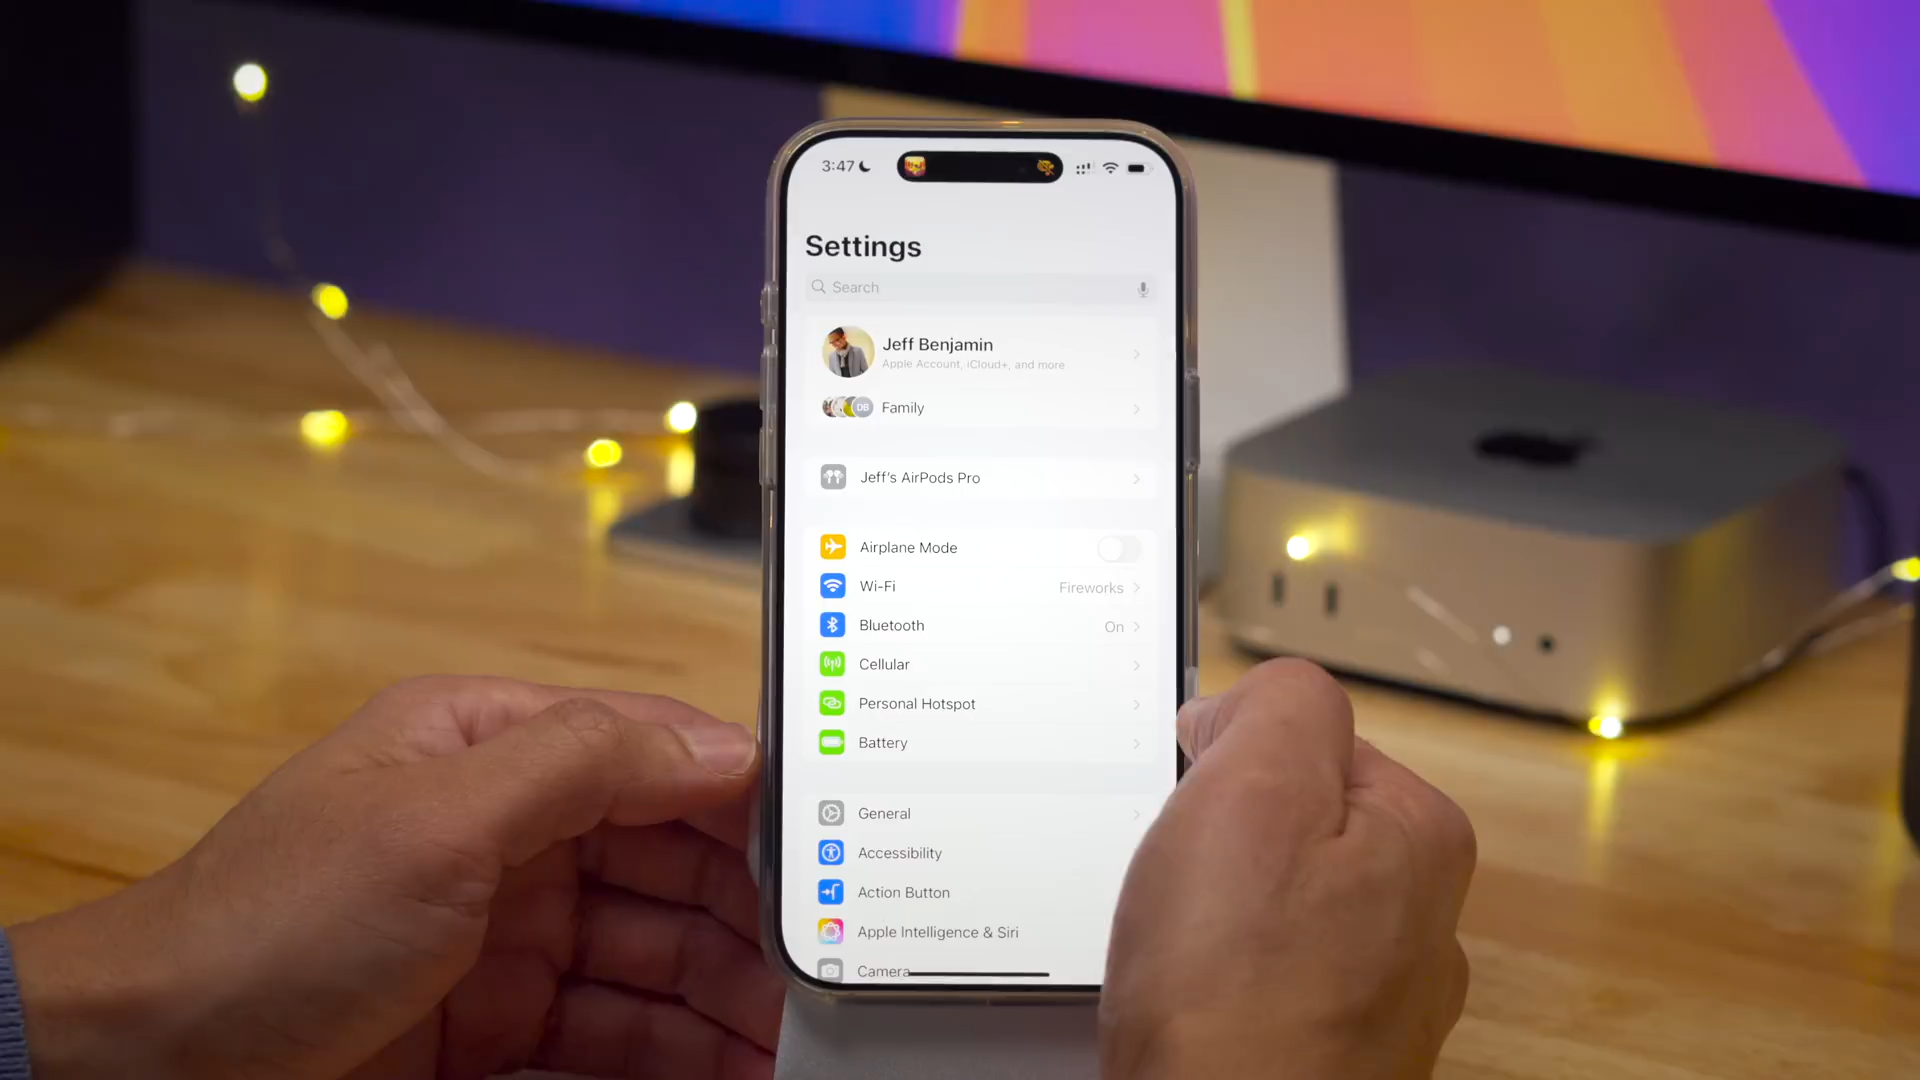 3:47
Settings
Search
Jeff Benjamin
Apple Account, iCloud+, and more
DB Family
Jeff's AirPods Pro
Airplane Mode
Wi-Fi Fireworks
Bluetooth On
Cellular
Personal Hotspot
Battery
General
Accessibility
Action Button
Apple Intelligence & Siri
Camera